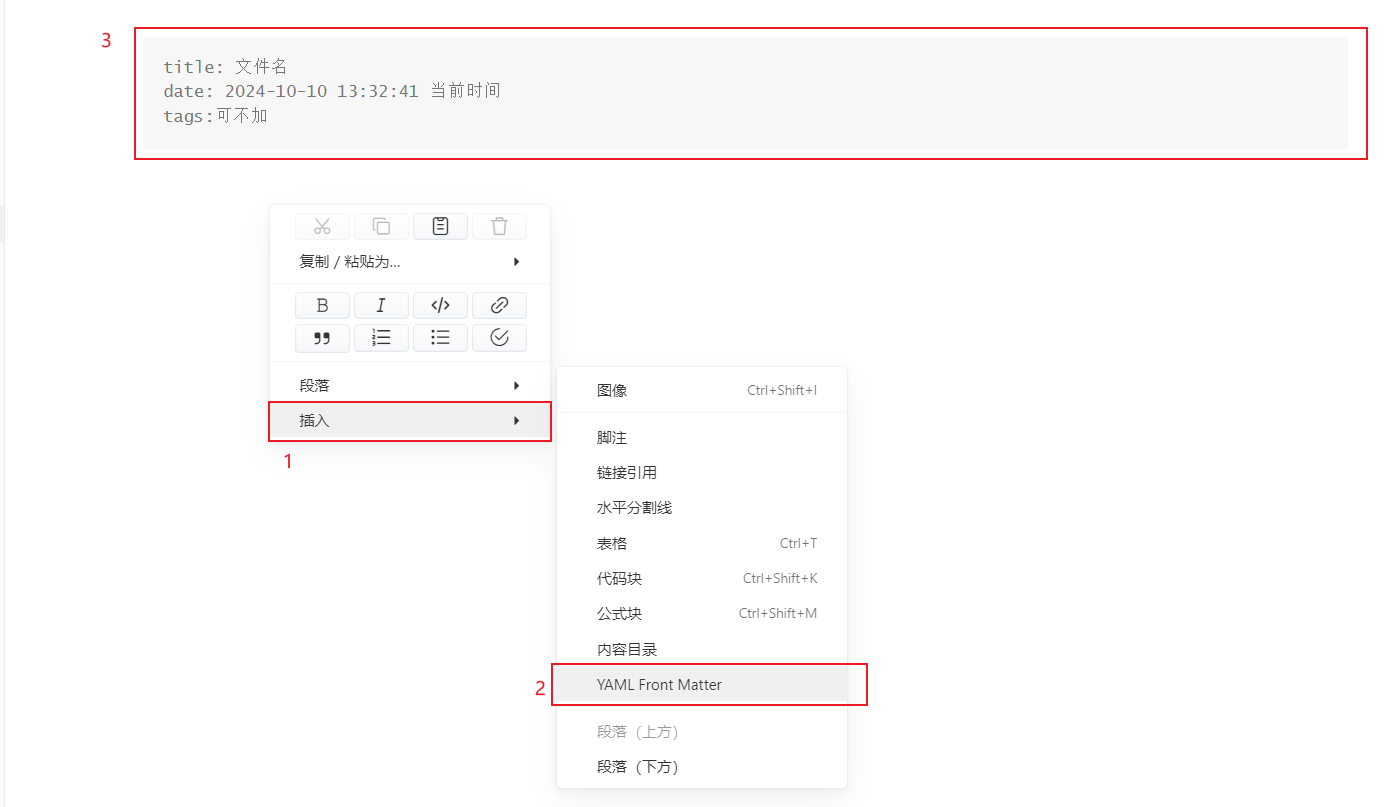 3
title: 文件名
date: 2024-10-10 13:32:41 当前时间
tags:可不加
复制 / 粘贴为...
B I </>
段落
插入
1
图像 Ctrl+Shift+I
脚注
链接引用
水平分割线
表格 Ctrl+T
代码块 Ctrl+Shift+K
公式块 Ctrl+Shift+M
内容目录
2
YAML Front Matter
段落（上方）
段落（下方）